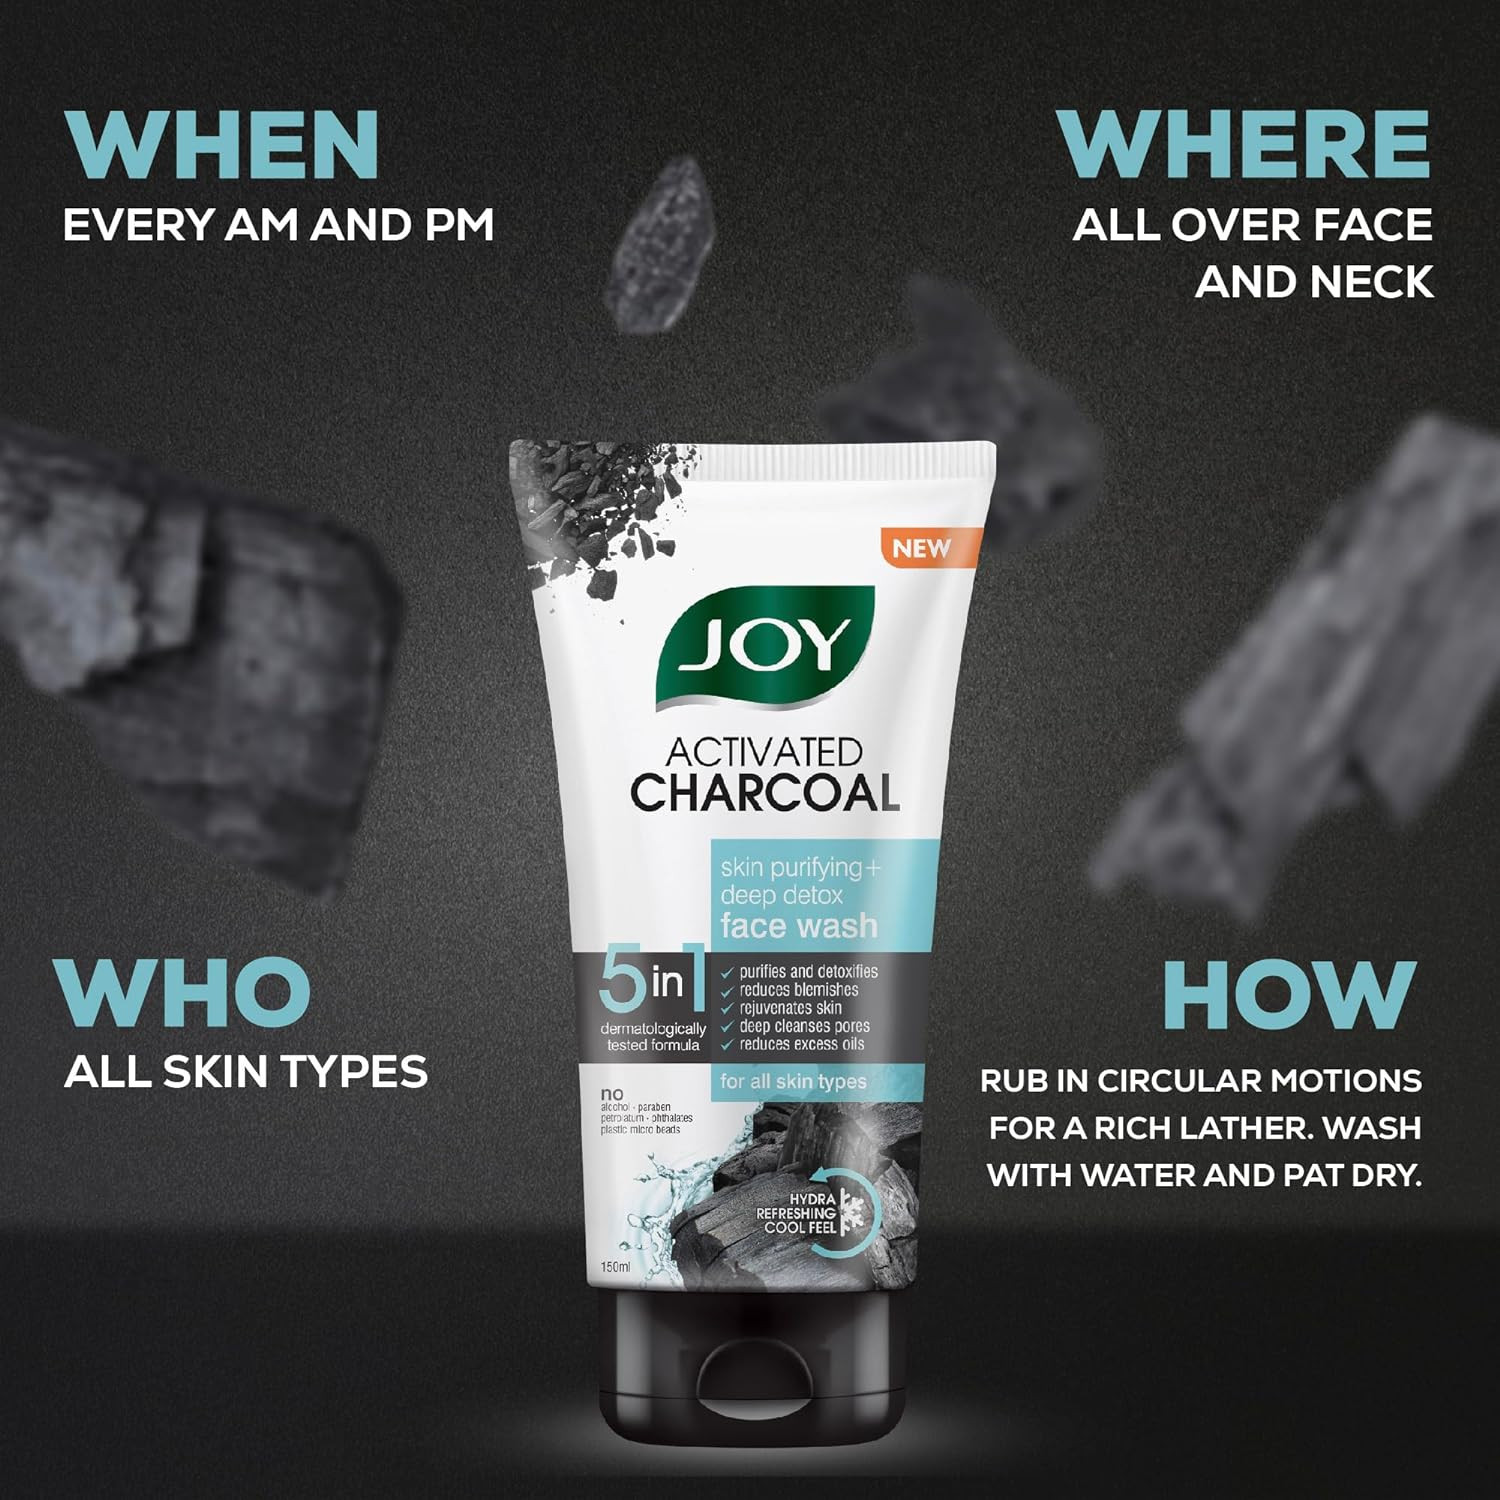 WHEN
EVERY AM AND PM
WHERE
ALL OVER FACE
AND NECK
NEW
JOY
ACTIVATED
CHARCOAL
skin purifying+
deep detox
face wash
5in1
dermatologically
tested formula
✓ purifies and detoxifies
✓ reduces blemishes
✓ rejuvenates skin
✓ deep cleanses pores
✓ reduces excess oils
for all skin types
no
alcohol - paraben
petrolatum - phthalates
plastic micro beads
HYDRA
REFRESHING
COOL FEEL
150ml
WHO
ALL SKIN TYPES
HOW
RUB IN CIRCULAR MOTIONS
FOR A RICH LATHER. WASH
WITH WATER AND PAT DRY.